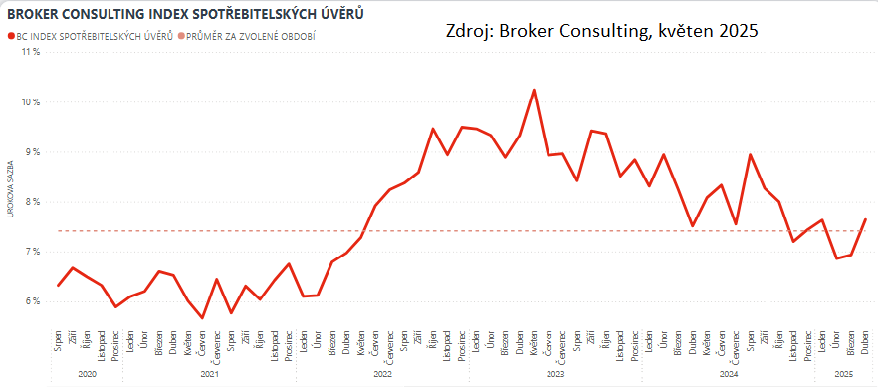 BROKER CONSULTING INDEX SPOTŘEBITELSKÝCH ÚVĚRŮ
Zdroj: Broker Consulting, květen 2025
BC INDEX SPOTŘEBITELSKÝCH ÚVĚRŮ PRŮMĚR ZA ZVOLENÉ OBDOBÍ
11 %
10 %
9 %
8 %
7 %
6 %
ÚROKOVÁ SAZBA
Srpen Září Říjen Listopad Prosinec Leden Únor Březen Duben Květen Červen Červenec Srpen Září Říjen Listopad Prosinec Leden Únor Březen Duben Květen Červen Červenec Srpen Září Říjen Listopad Prosinec Leden Únor Březen Duben Květen Červen Červenec Srpen Září Říjen Listopad Prosinec Leden Únor Březen Duben Květen Červen Červenec Srpen Září Říjen Listopad Prosinec Leden Únor Březen Duben
2020 2021 2022 2023 2024 2025